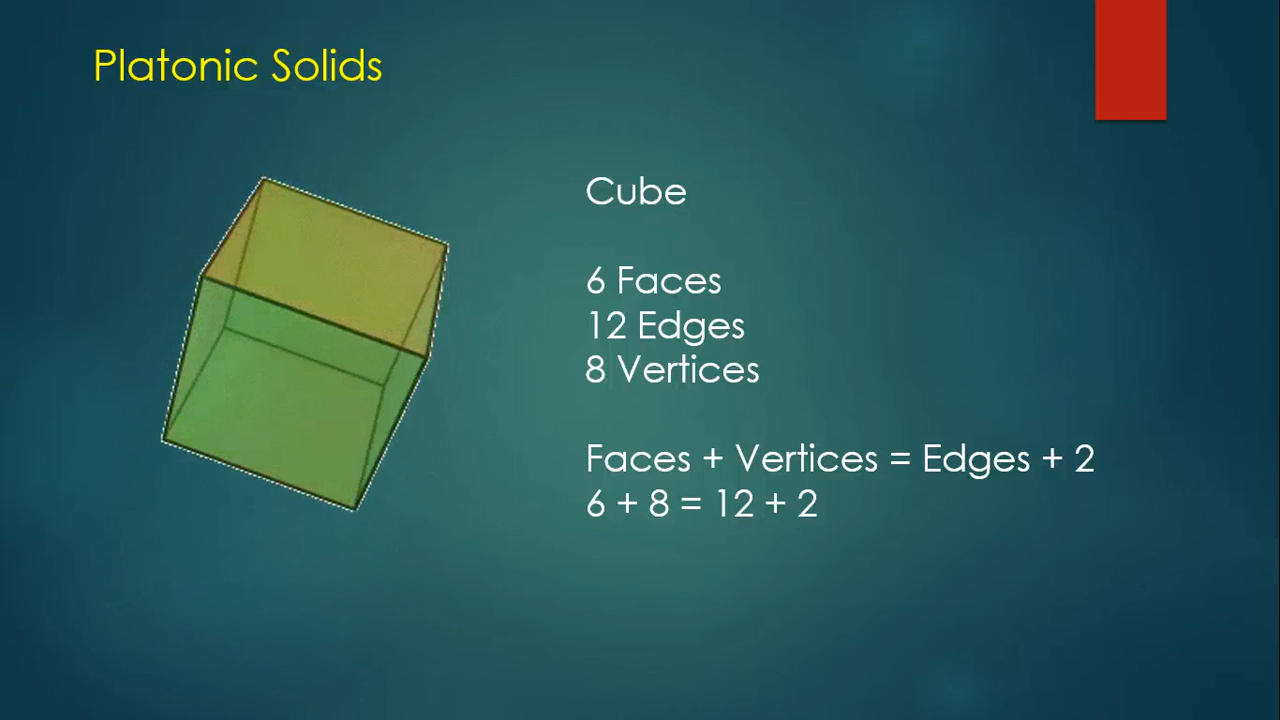 Platonic Solids
Cube
6 Faces
12 Edges
8 Vertices
Faces + Vertices = Edges + 2
6 + 8 = 12 + 2